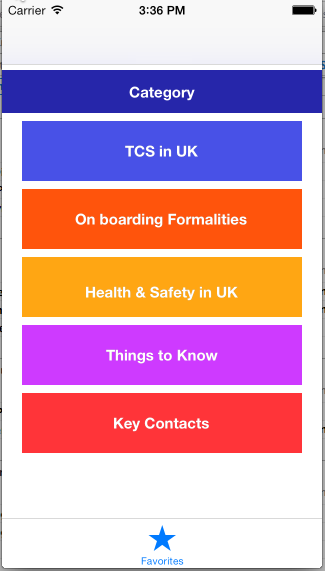 Carrier 3:36 PM
Category
TCS in UK
On boarding Formalities
Health & Safety in UK
Things to Know
Key Contacts
Favorites